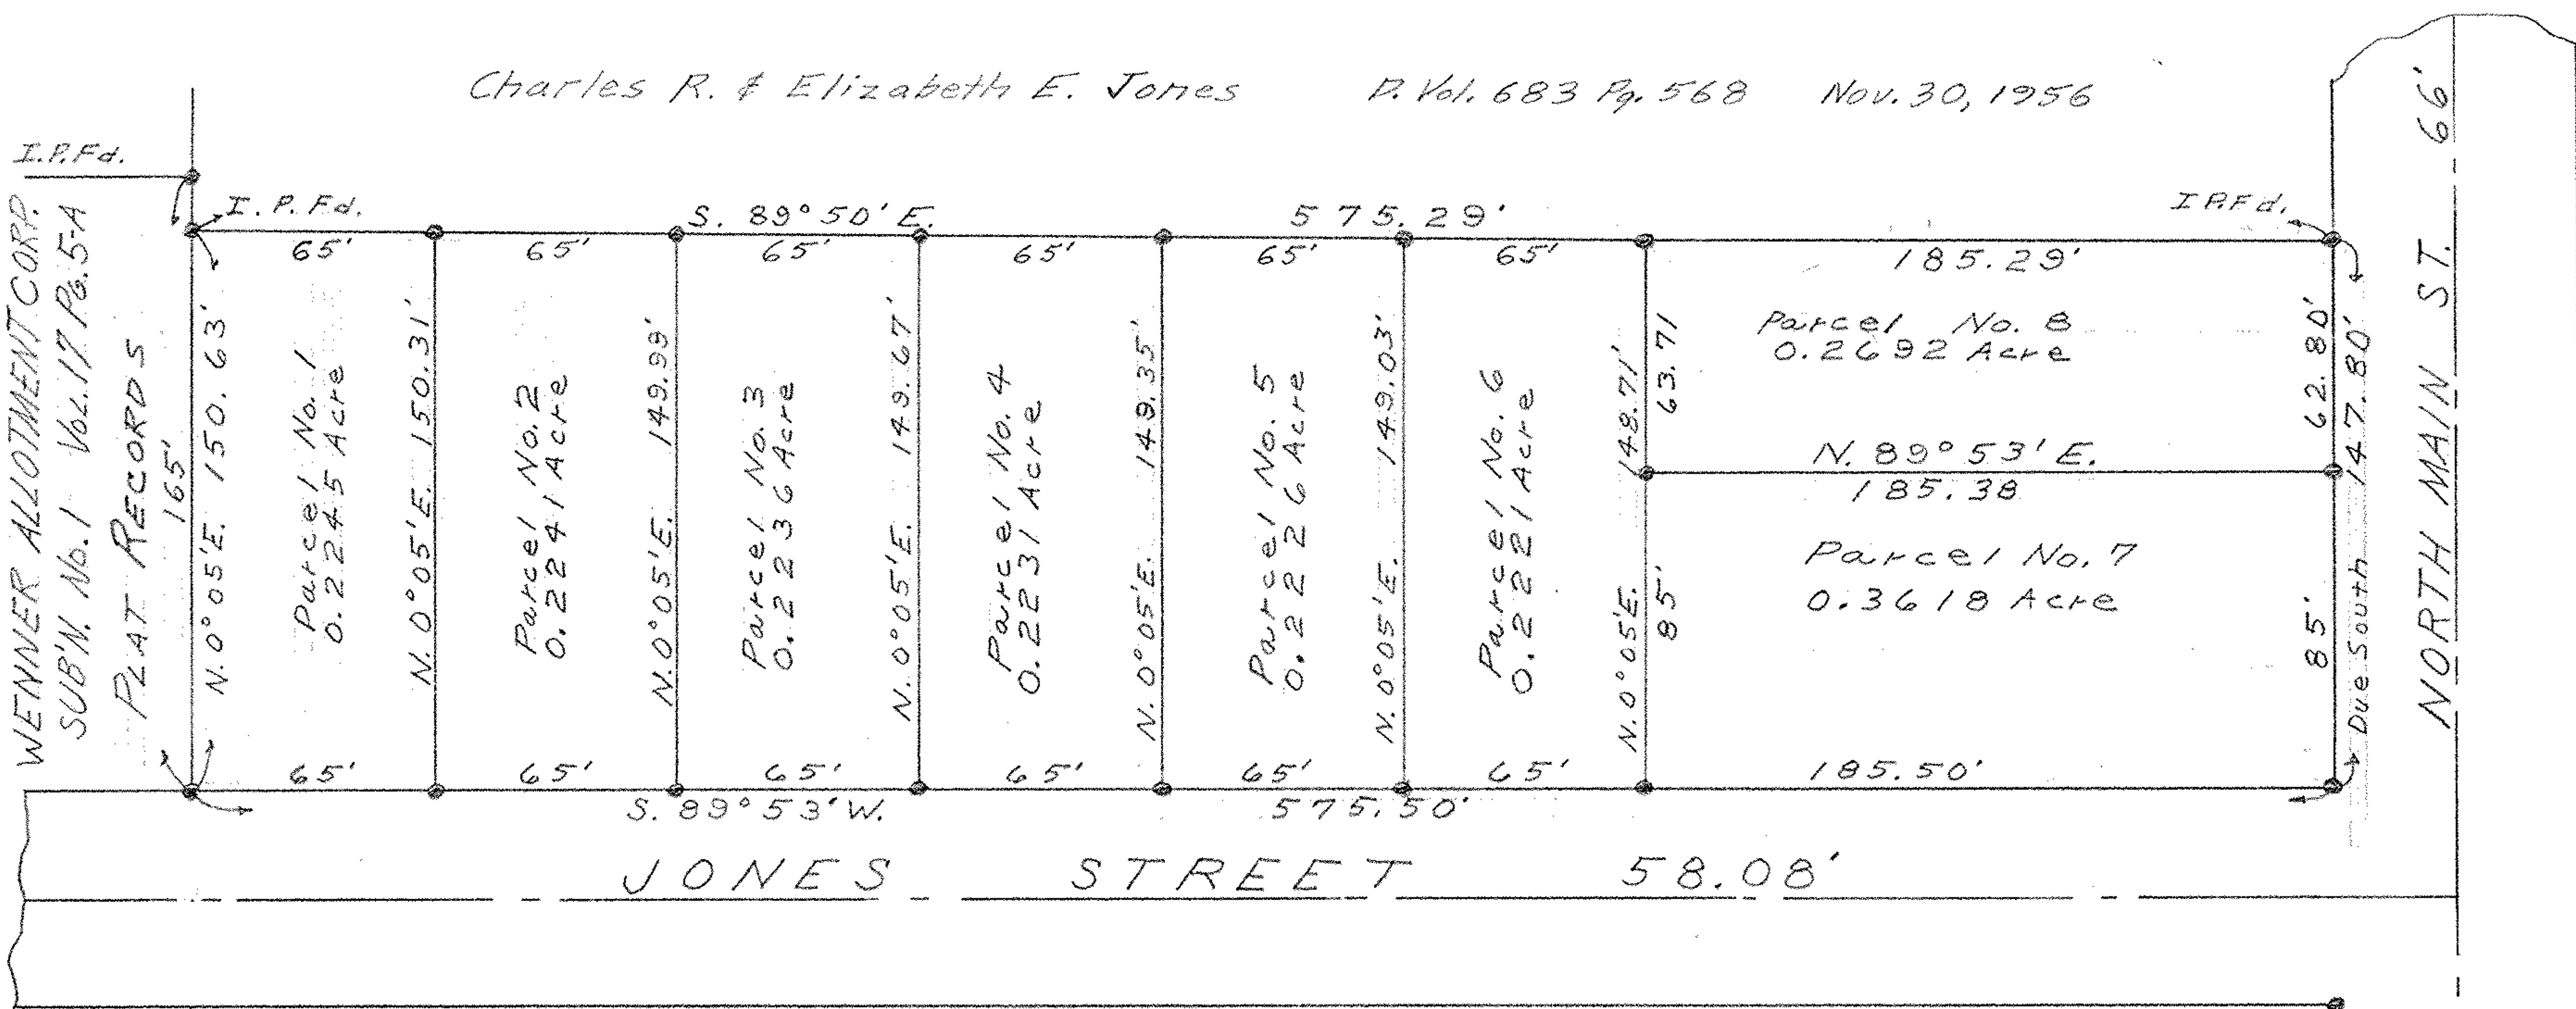 Charles R. & Elizabeth E. Jones D. Vol. 683 Pg. 568 Nov. 30, 1956
I.P.Fd.
I.P.Fd.
S. 89° 50' E. 575.29'
I.P.Fd.
65' 65' 65' 65' 65' 65' 185.29'
WENNER ALLOTMENT CORP.
SUB'N. No. 1 Vol. 17 Pg. 5-A
PLAT RECORDS
165'
N. 0° 05' E. 150.63'
Parcel No. 1
0.2245 Acre
N. 0° 05' E. 150.31'
Parcel No. 2
0.2241 Acre
N. 0° 05' E. 149.99'
Parcel No. 3
0.2236 Acre
N. 0° 05' E. 149.67'
Parcel No. 4
0.2231 Acre
N. 0° 05' E. 149.35'
Parcel No. 5
0.2226 Acre
N. 0° 05' E. 149.03'
Parcel No. 6
0.2221 Acre
N. 0° 05' E. 148.71'
63.71
85'
Parcel No. 8
0.2692 Acre
N. 89° 53' E.
185.38
Parcel No. 7
0.3618 Acre
62.80'
85'
Due South 147.80'
NORTH MAIN ST. 66'
65' 65' 65' 65' 65' 65' 185.50'
S. 89° 53' W. 575.50'
JONES STREET 58.08'